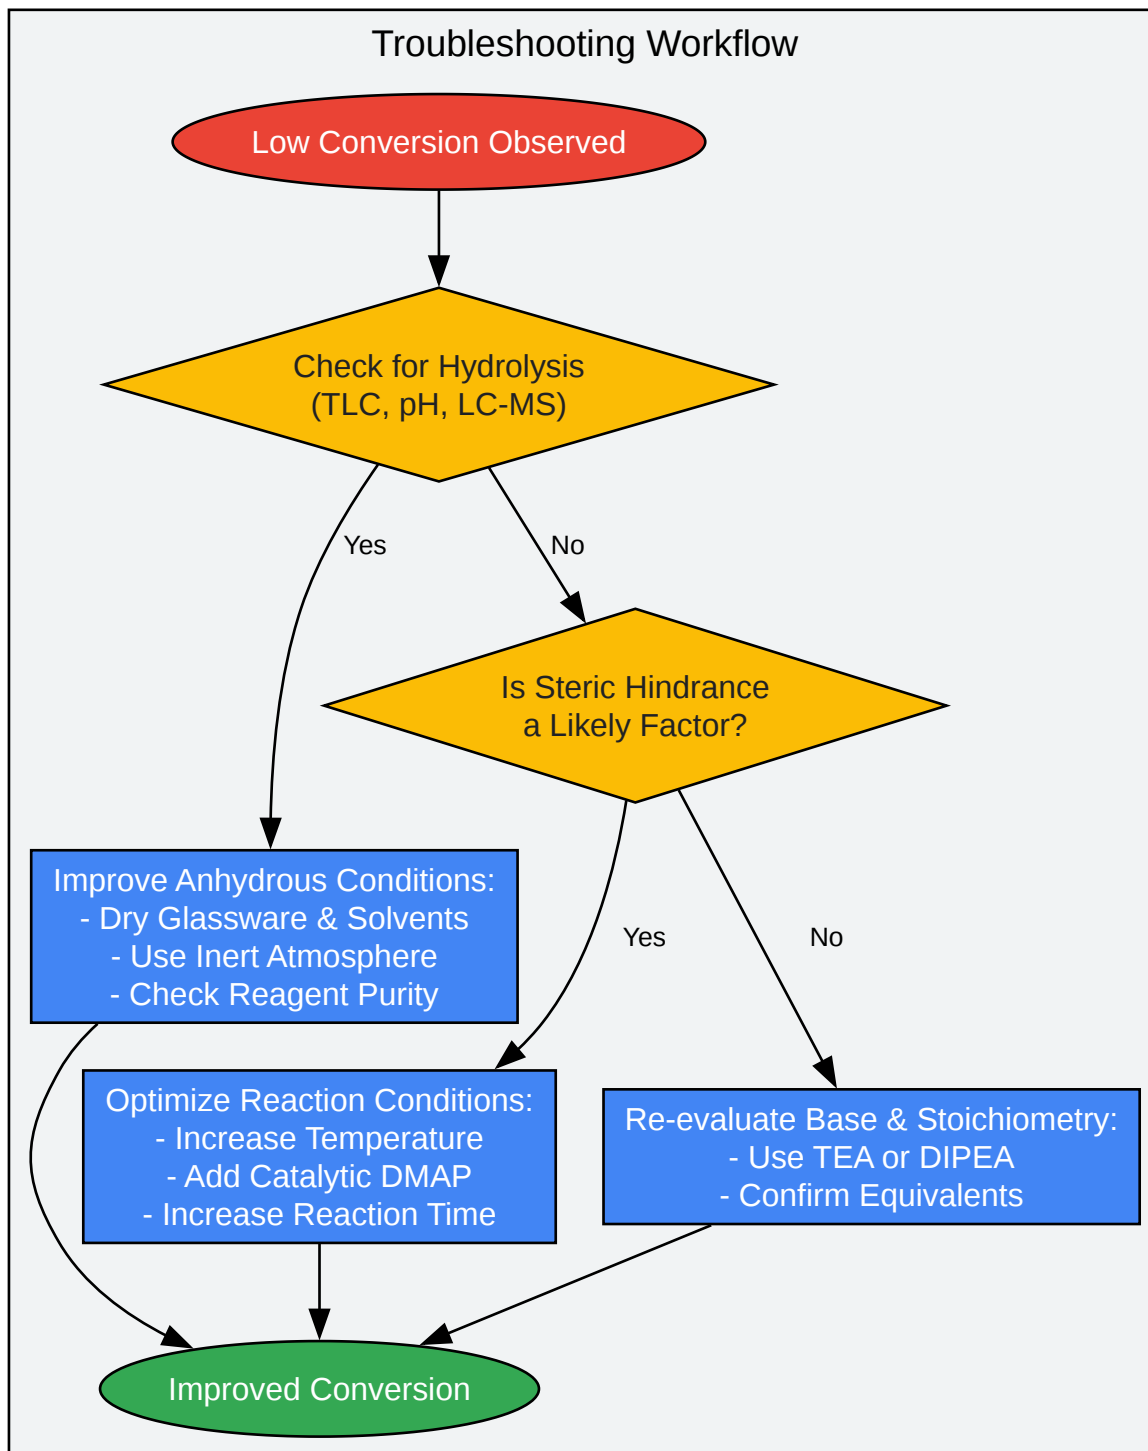 Troubleshooting Workflow
Low Conversion Observed
Check for Hydrolysis
(TLC, pH, LC-MS)
Yes
No
Is Steric Hindrance
a Likely Factor?
Improve Anhydrous Conditions:
- Dry Glassware & Solvents
- Use Inert Atmosphere
- Check Reagent Purity
Yes
No
Optimize Reaction Conditions:
- Increase Temperature
- Add Catalytic DMAP
- Increase Reaction Time
Re-evaluate Base & Stoichiometry:
- Use TEA or DIPEA
- Confirm Equivalents
Improved Conversion